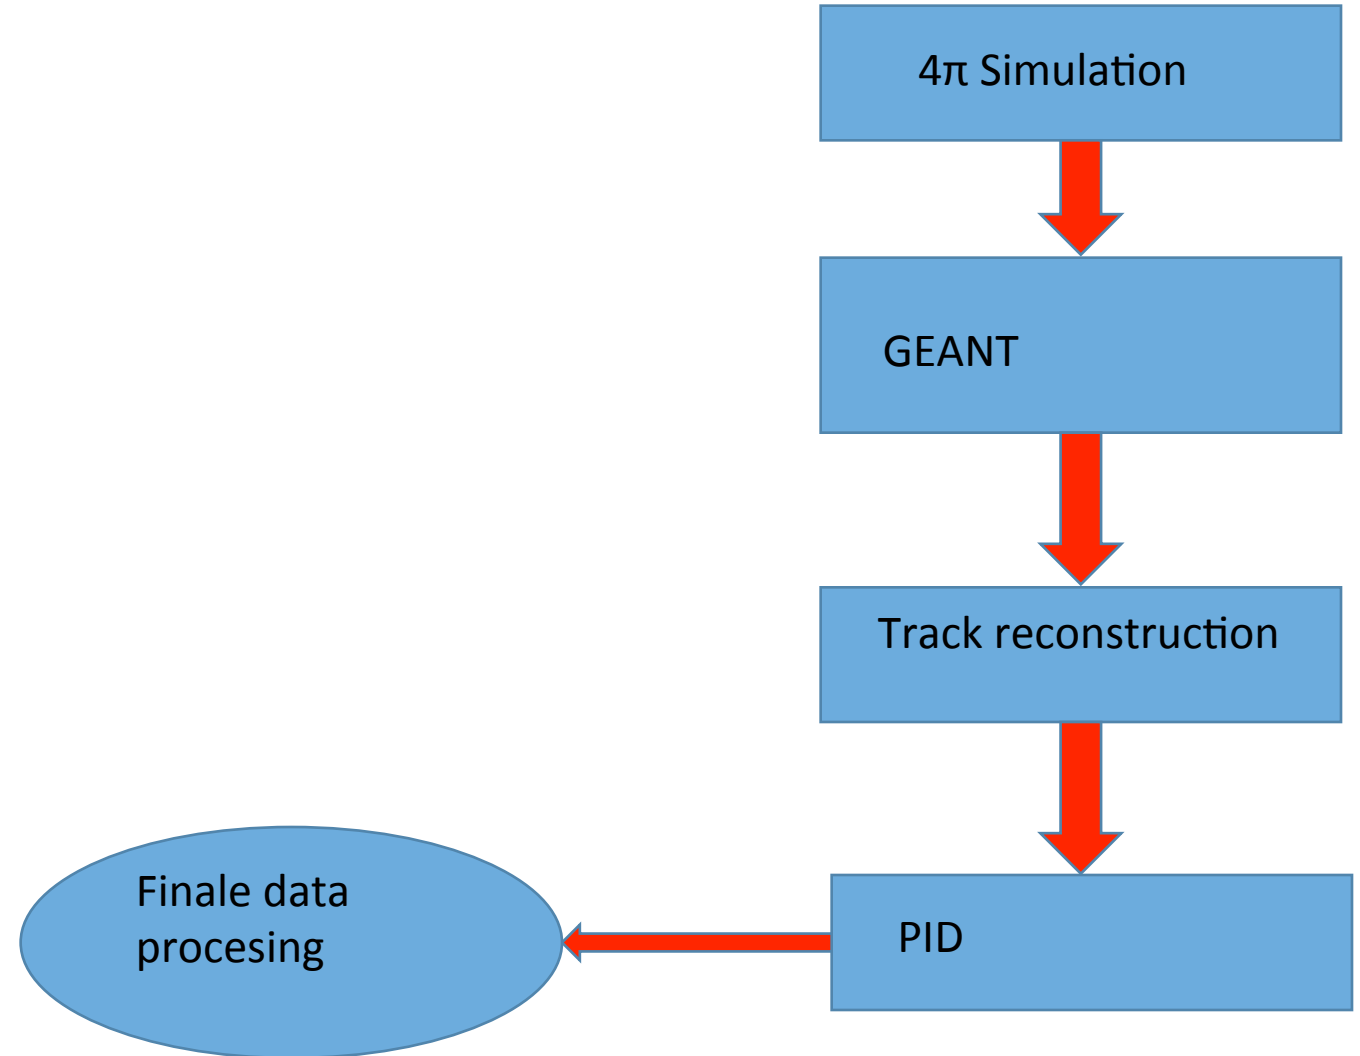 4π Simulation
GEANT
Track reconstruction
PID
Finale data
procesing